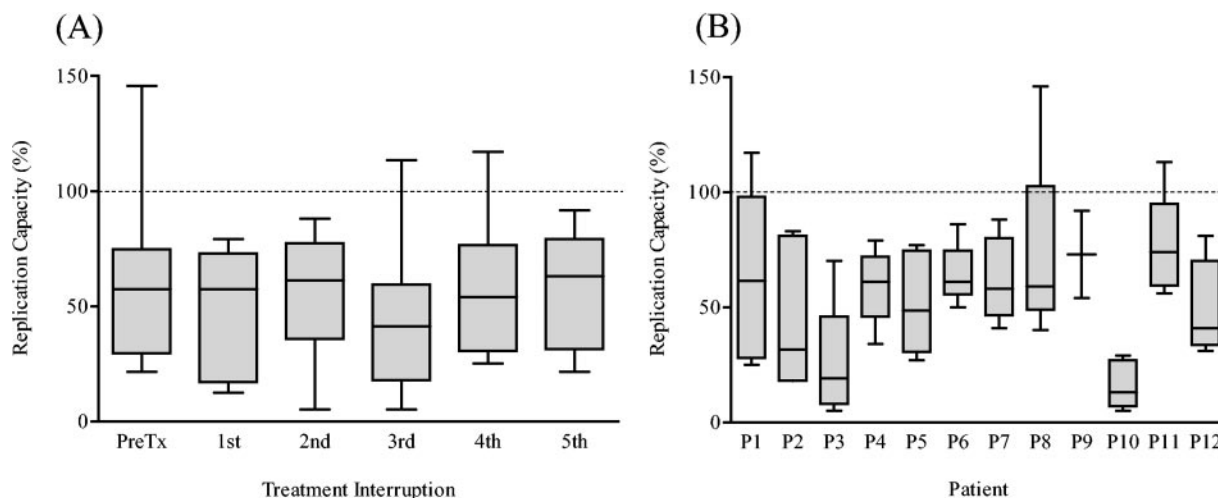 (A)
Replication Capacity (%)
150
100
50
0
PreTx 1st 2nd 3rd 4th 5th
Treatment Interruption
(B)
Replication Capacity (%)
150
100
50
0
P1 P2 P3 P4 P5 P6 P7 P8 P9 P10 P11 P12
Patient